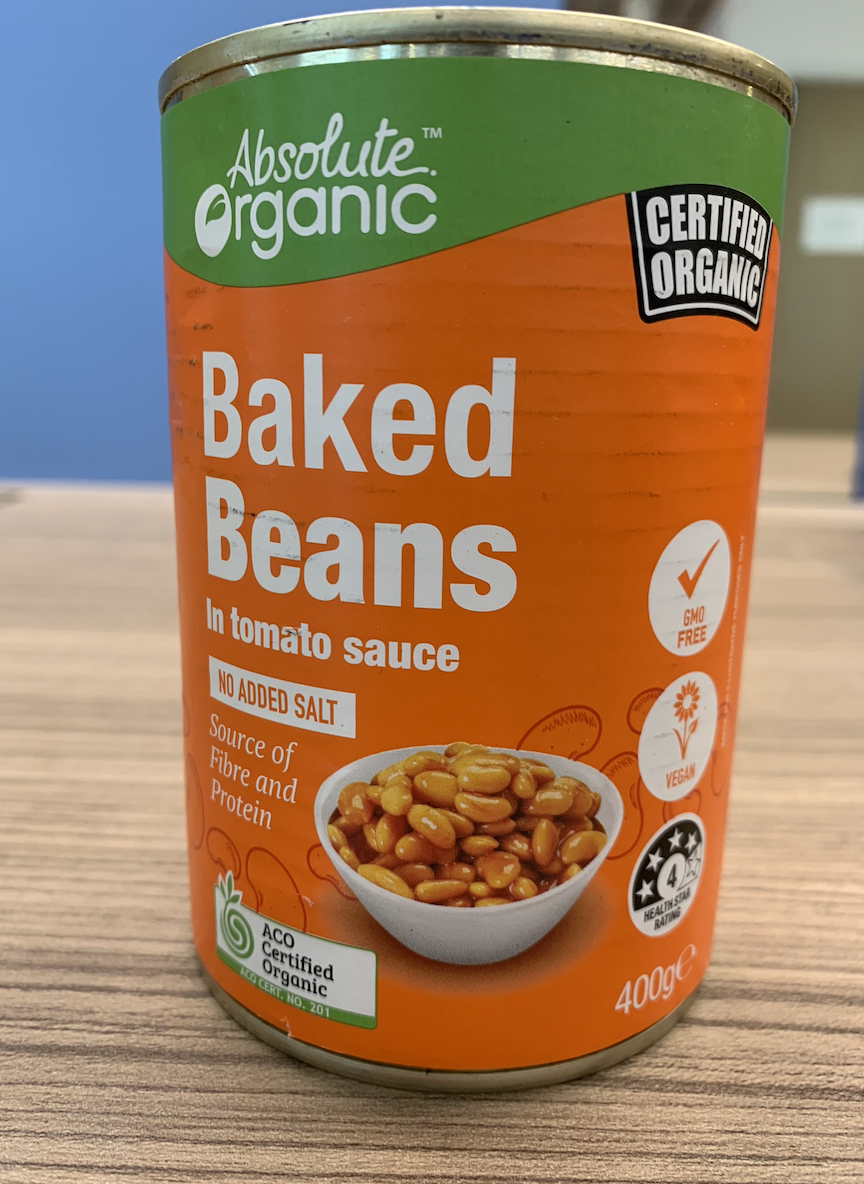 Absolute™
Organic
CERTIFIED
ORGANIC
Baked
Beans
In tomato sauce
NO ADDED SALT
Source of
Fibre and
Protein
GMO
FREE
VEGAN
4
HEALTH STAR
RATING
ACO
Certified
Organic
ACO CERT. NO. 201
400g℮